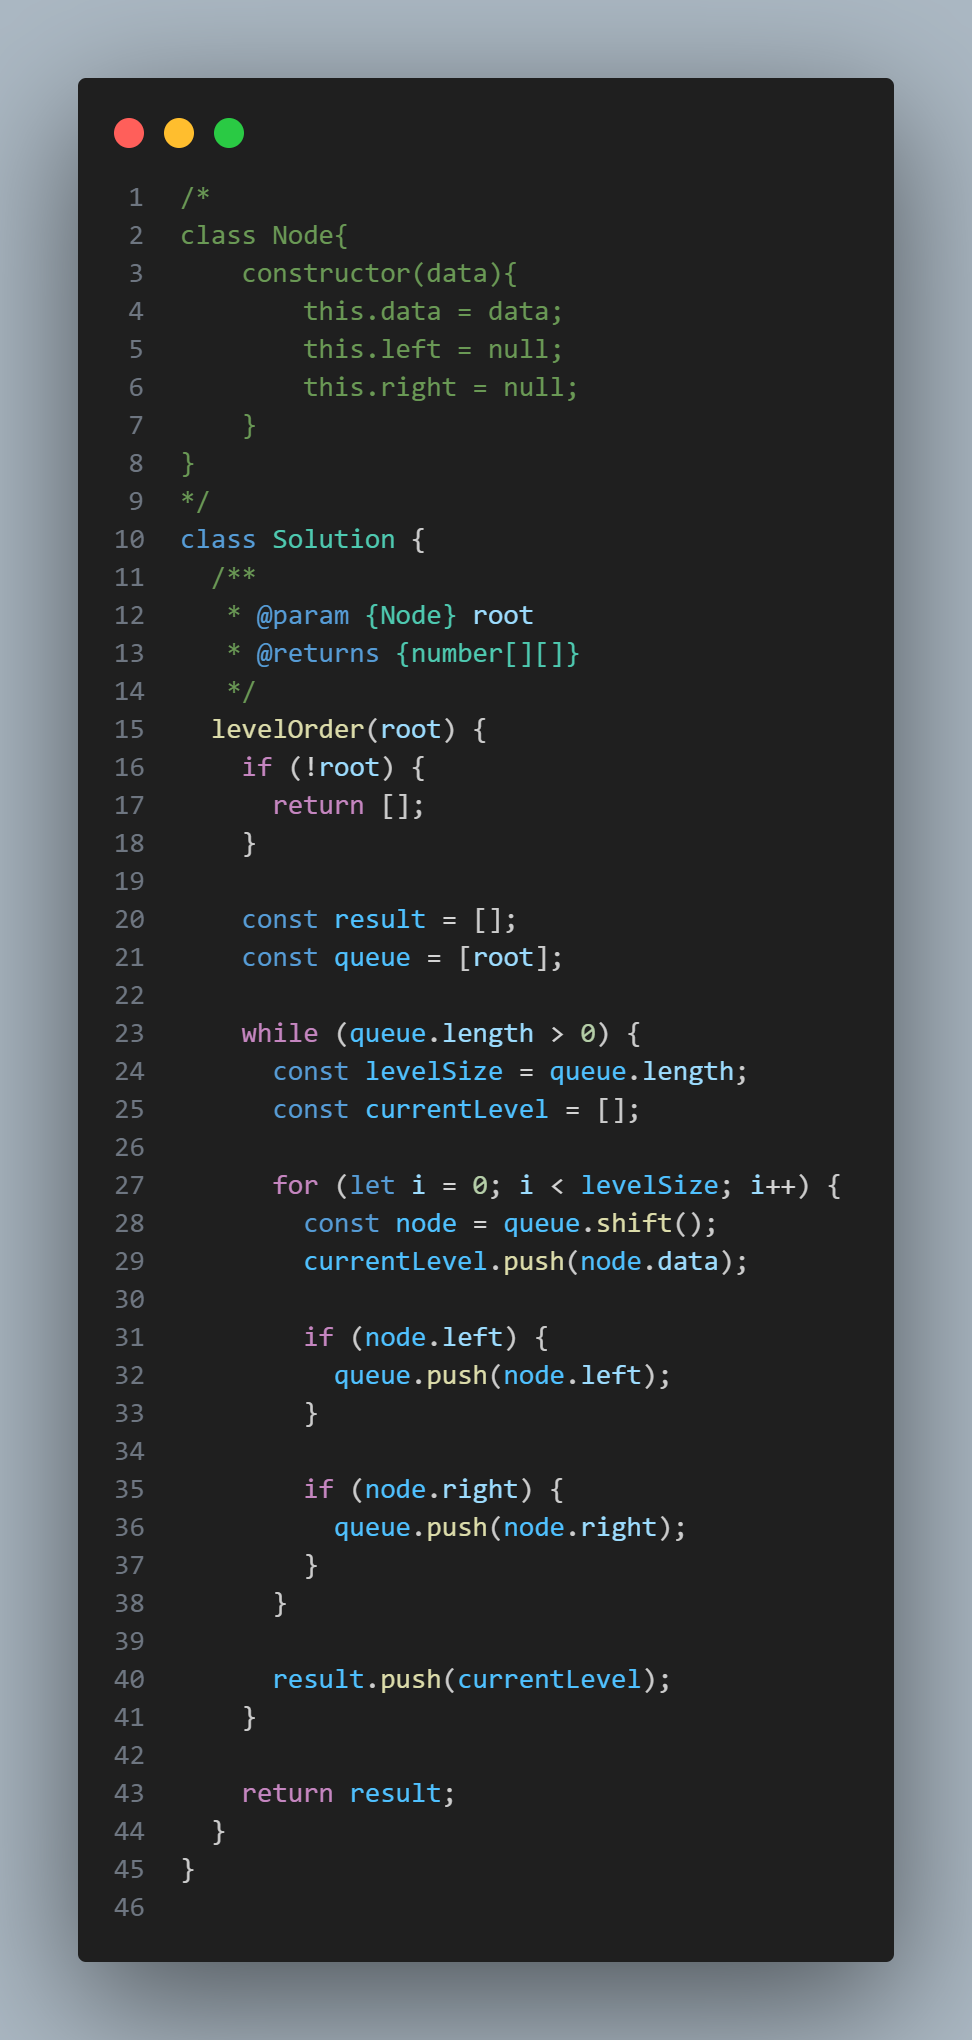 1 /*
2 class Node{
3     constructor(data){
4         this.data = data;
5         this.left = null;
6         this.right = null;
7     }
8 }
9 */
10 class Solution {
11   /**
12    * @param {Node} root
13    * @returns {number[][]}
14    */
15   levelOrder(root) {
16     if (!root) {
17       return [];
18     }
19
20     const result = [];
21     const queue = [root];
22
23     while (queue.length > 0) {
24       const levelSize = queue.length;
25       const currentLevel = [];
26
27       for (let i = 0; i < levelSize; i++) {
28         const node = queue.shift();
29         currentLevel.push(node.data);
30
31         if (node.left) {
32           queue.push(node.left);
33         }
34
35         if (node.right) {
36           queue.push(node.right);
37         }
38       }
39
40       result.push(currentLevel);
41     }
42
43     return result;
44   }
45 }
46